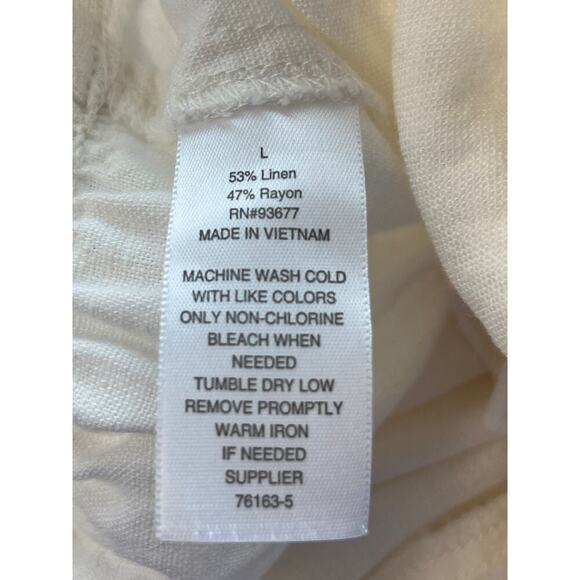 L
53% Linen
47% Rayon
RN#93677
MADE IN VIETNAM
MACHINE WASH COLD
WITH LIKE COLORS
ONLY NON-CHLORINE
BLEACH WHEN
NEEDED
TUMBLE DRY LOW
REMOVE PROMPTLY
WARM IRON
IF NEEDED
SUPPLIER
76163-5